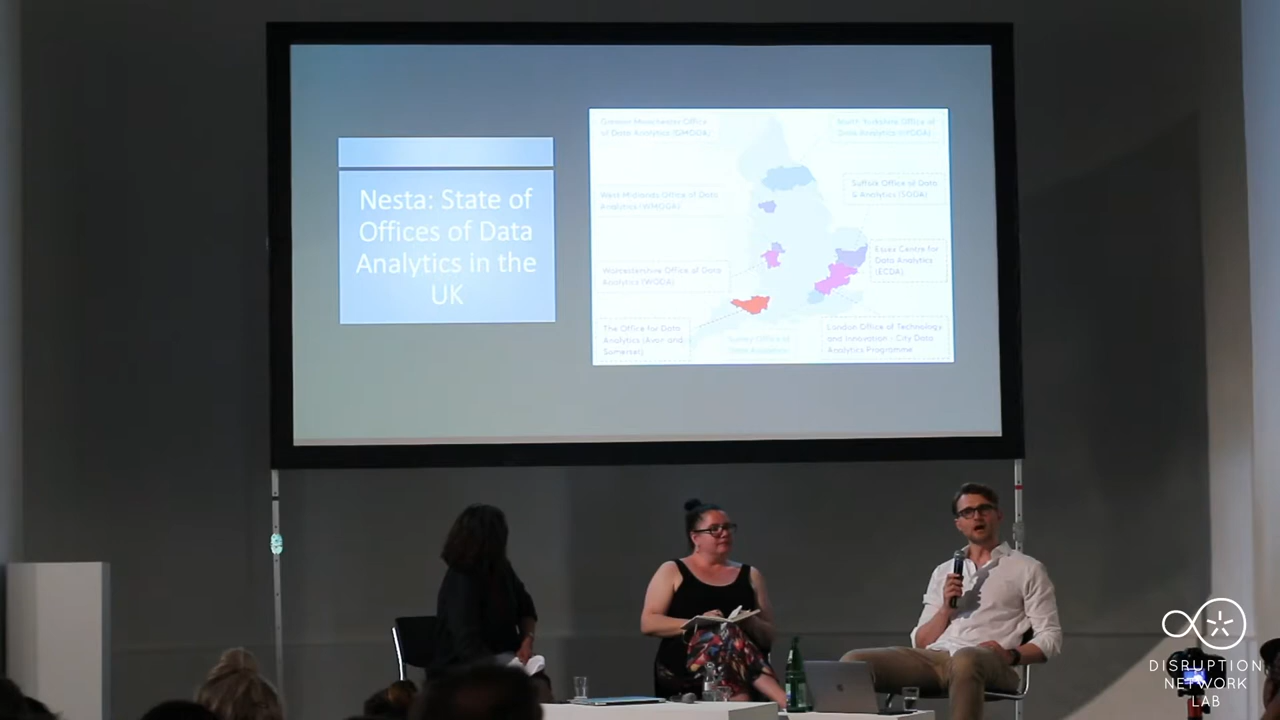 Nesta: State of
Offices of Data
Analytics in the
UK
Greater Manchester Office
of Data Analytics (GMODA)
North Yorkshire Office of
Data Analytics
West Midlands Office of Data
Analytics (WMODA)
Suffolk Office of Data
& Analytics (SODA)
Essex Centre for
Data Analytics
(ECDA)
Worcestershire Office of Data
Analytics (WODA)
The Office for Data
Analytics (Avon and
Somerset)
London Office of Technology
and Innovation - City Data
Analytics Programme
DISRUPTION
NETWORK
LAB